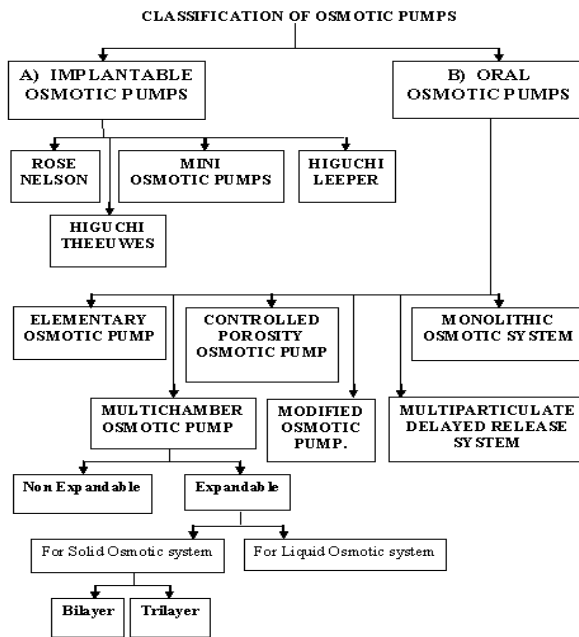 CLASSIFICATION OF OSMOTIC PUMPS
A) IMPLANTABLE
OSMOTIC PUMPS
B) ORAL
OSMOTIC PUMPS
ROSE
NELSON
MINI
OSMOTIC PUMPS
HIGUCHI
LEEPER
HIGUCHI
THEEUWES
ELEMENTARY
OSMOTIC PUMP
CONTROLLED
POROSITY
OSMOTIC PUMP
MONOLITHIC
OSMOTIC SYSTEM
MULTICHAMBER
OSMOTIC PUMP
MODIFIED
OSMOTIC
PUMP.
MULTIPARTICULATE
DELAYED RELEASE
SYSTEM
Non Expandable
Expandable
For Solid Osmotic system
For Liquid Osmotic system
Bilayer
Trilayer